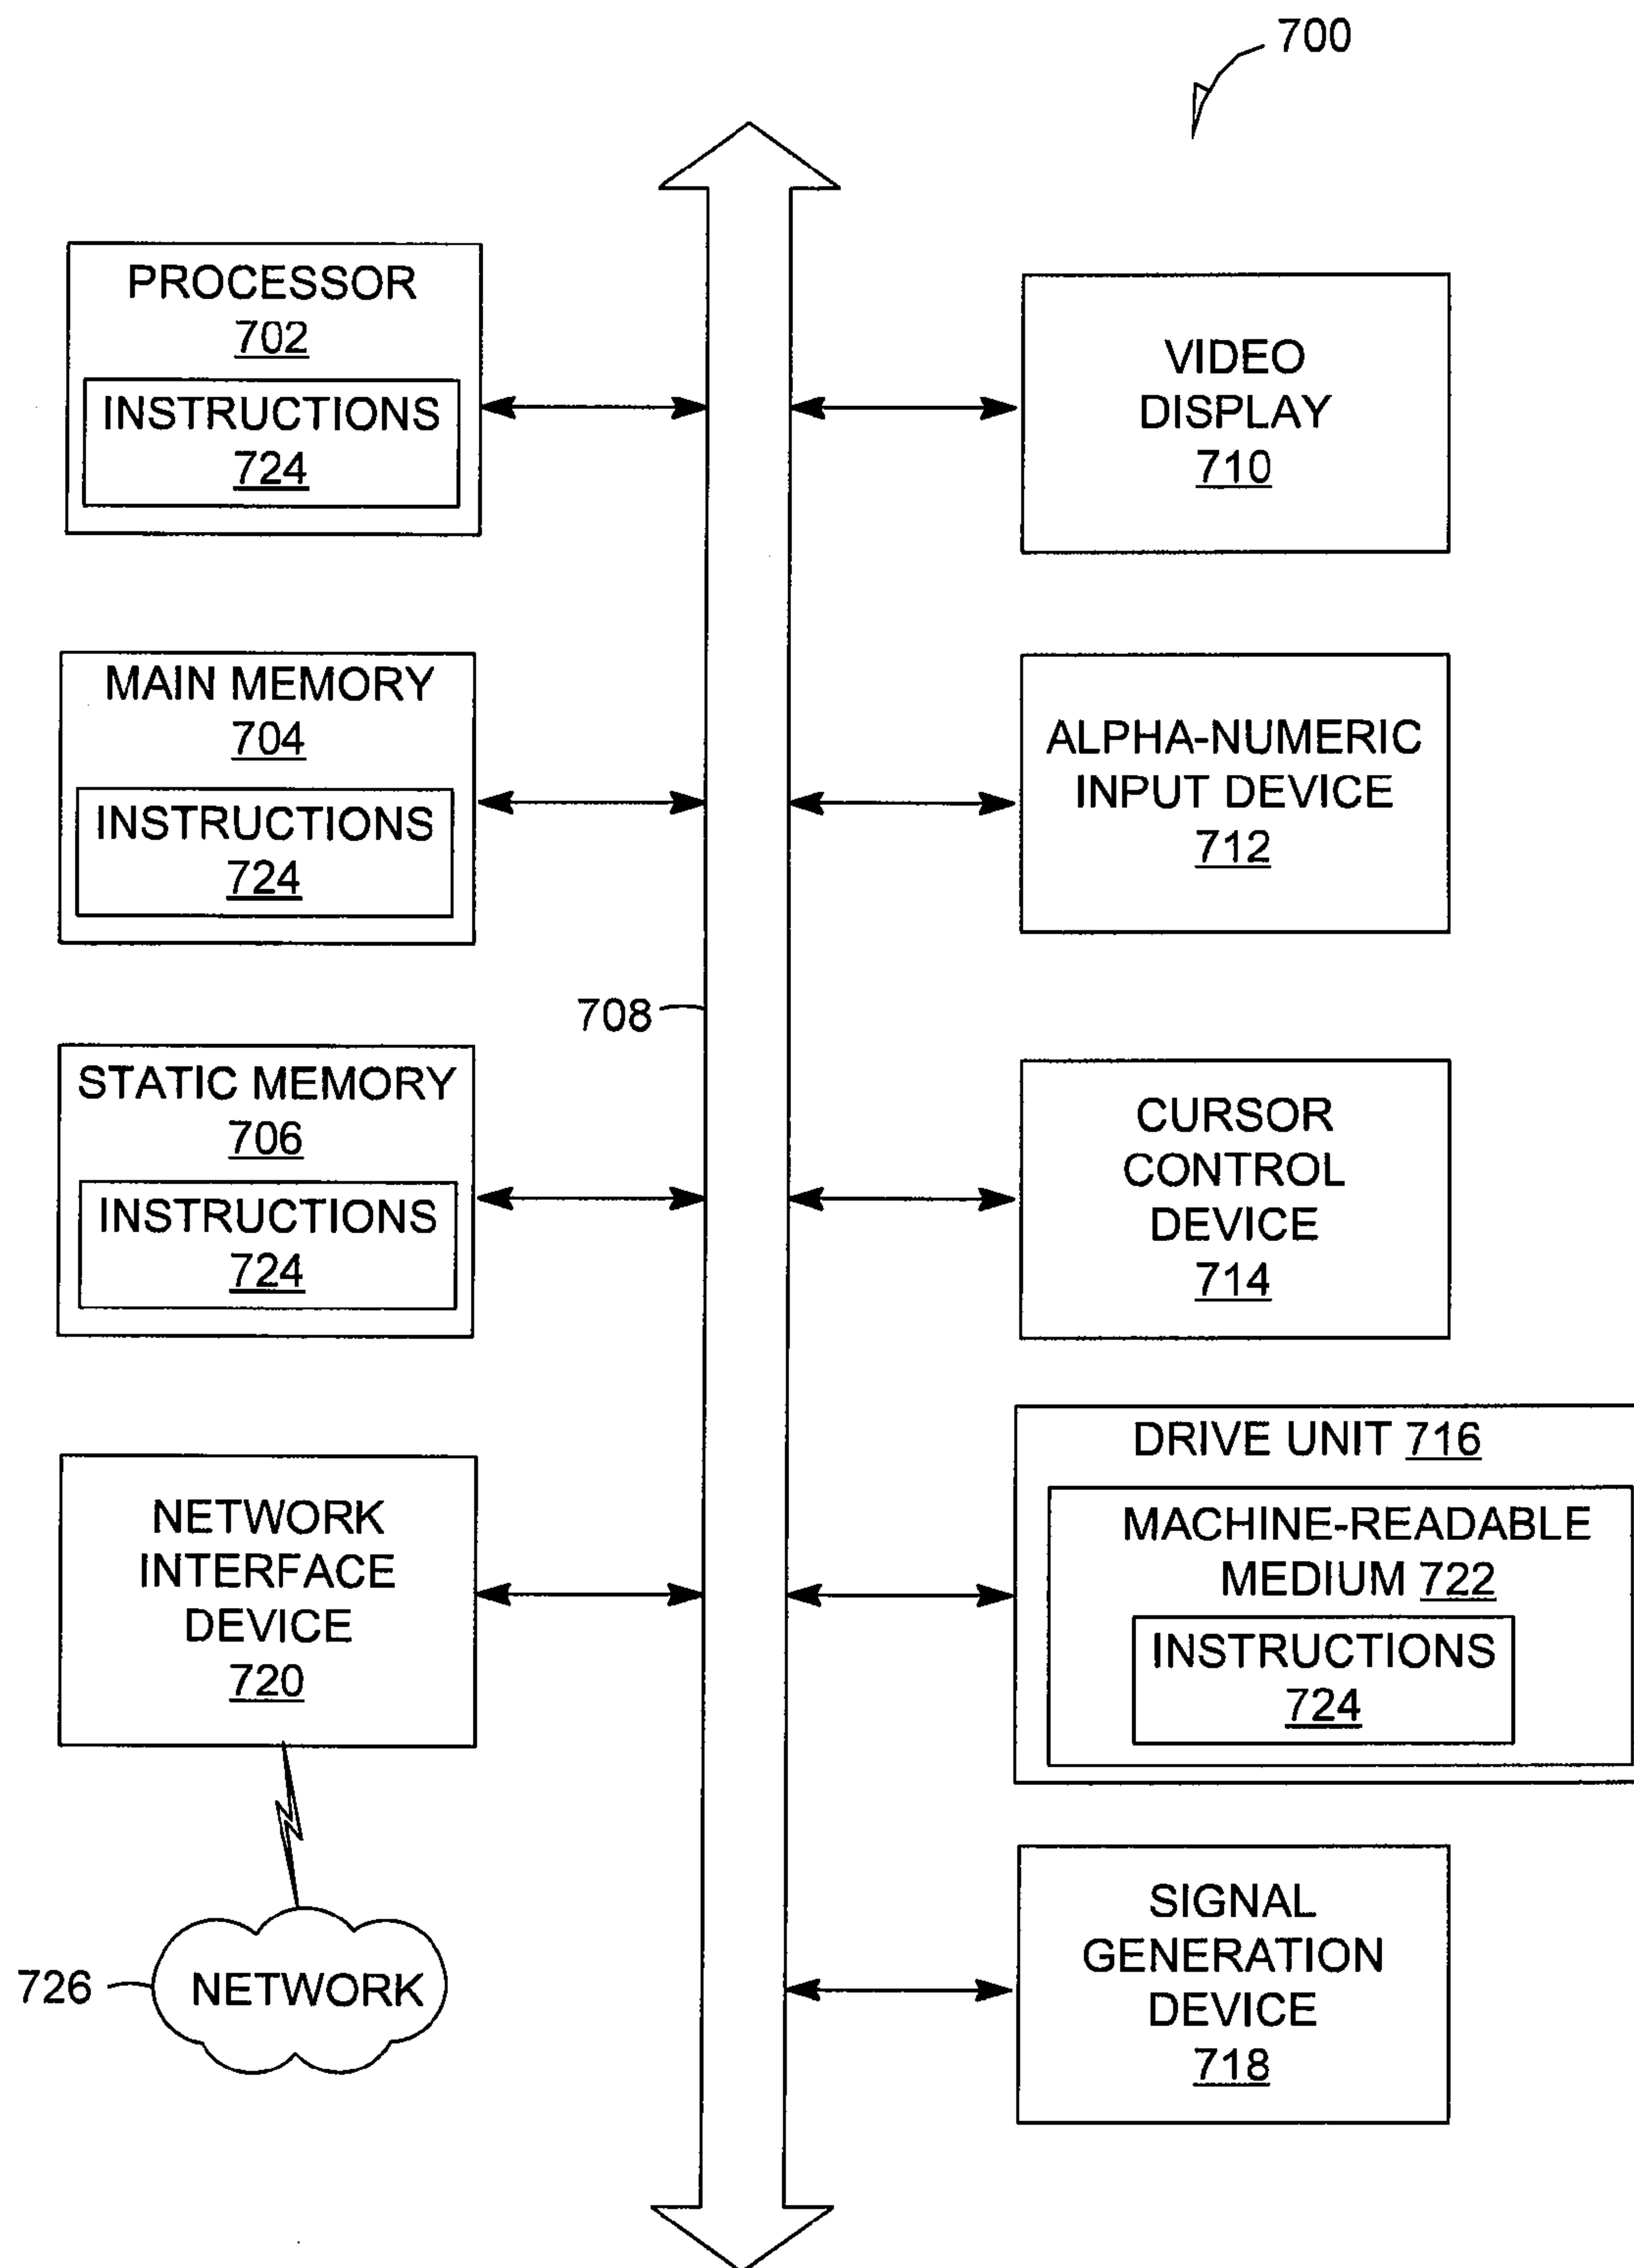 700
PROCESSOR
702
INSTRUCTIONS
724
MAIN MEMORY
704
INSTRUCTIONS
724
708
STATIC MEMORY
706
INSTRUCTIONS
724
NETWORK
INTERFACE
DEVICE
720
726
NETWORK
VIDEO
DISPLAY
710
ALPHA-NUMERIC
INPUT DEVICE
712
CURSOR
CONTROL
DEVICE
714
DRIVE UNIT 716
MACHINE-READABLE
MEDIUM 722
INSTRUCTIONS
724
SIGNAL
GENERATION
DEVICE
718